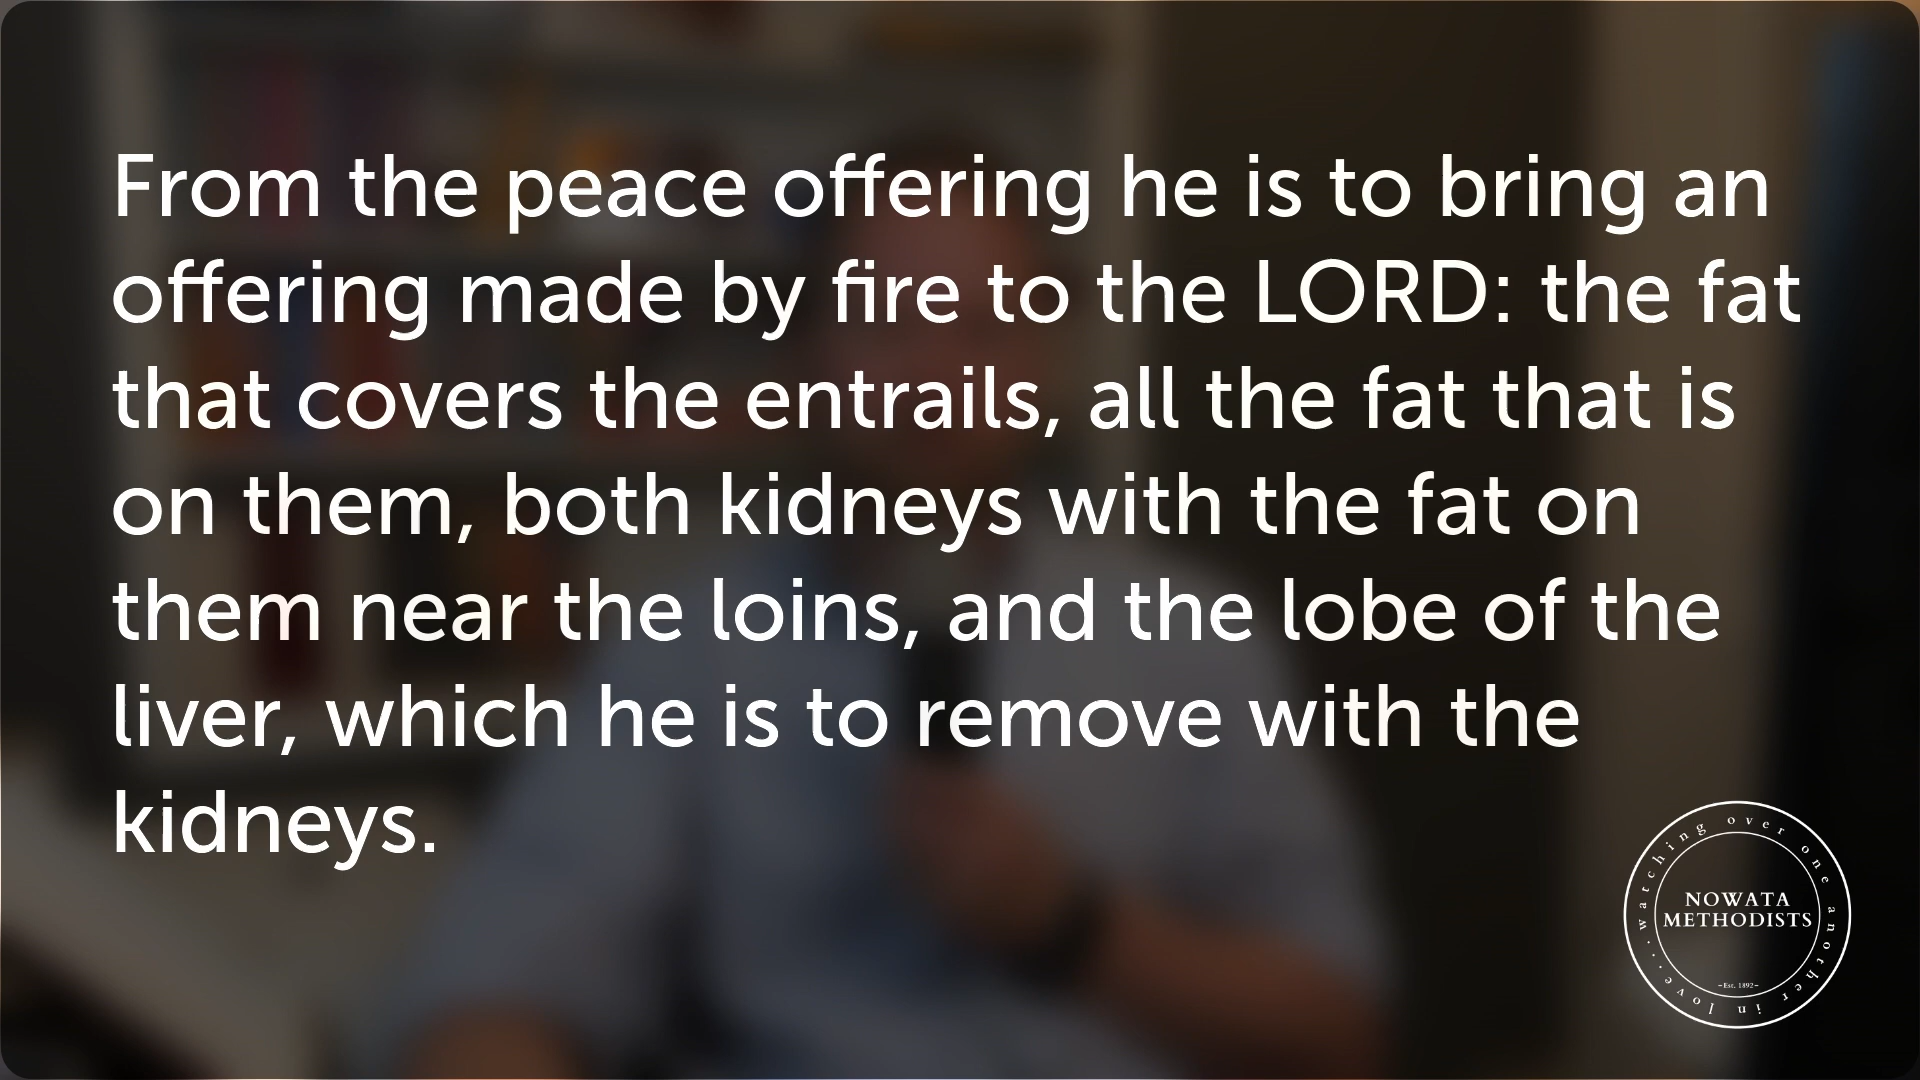 From the peace offering he is to bring an
offering made by fire to the LORD: the fat
that covers the entrails, all the fat that is
on them, both kidneys with the fat on
them near the loins, and the lobe of the
liver, which he is to remove with the
kidneys.
watching over one another in love...
NOWATA
METHODISTS
~Est. 1892~